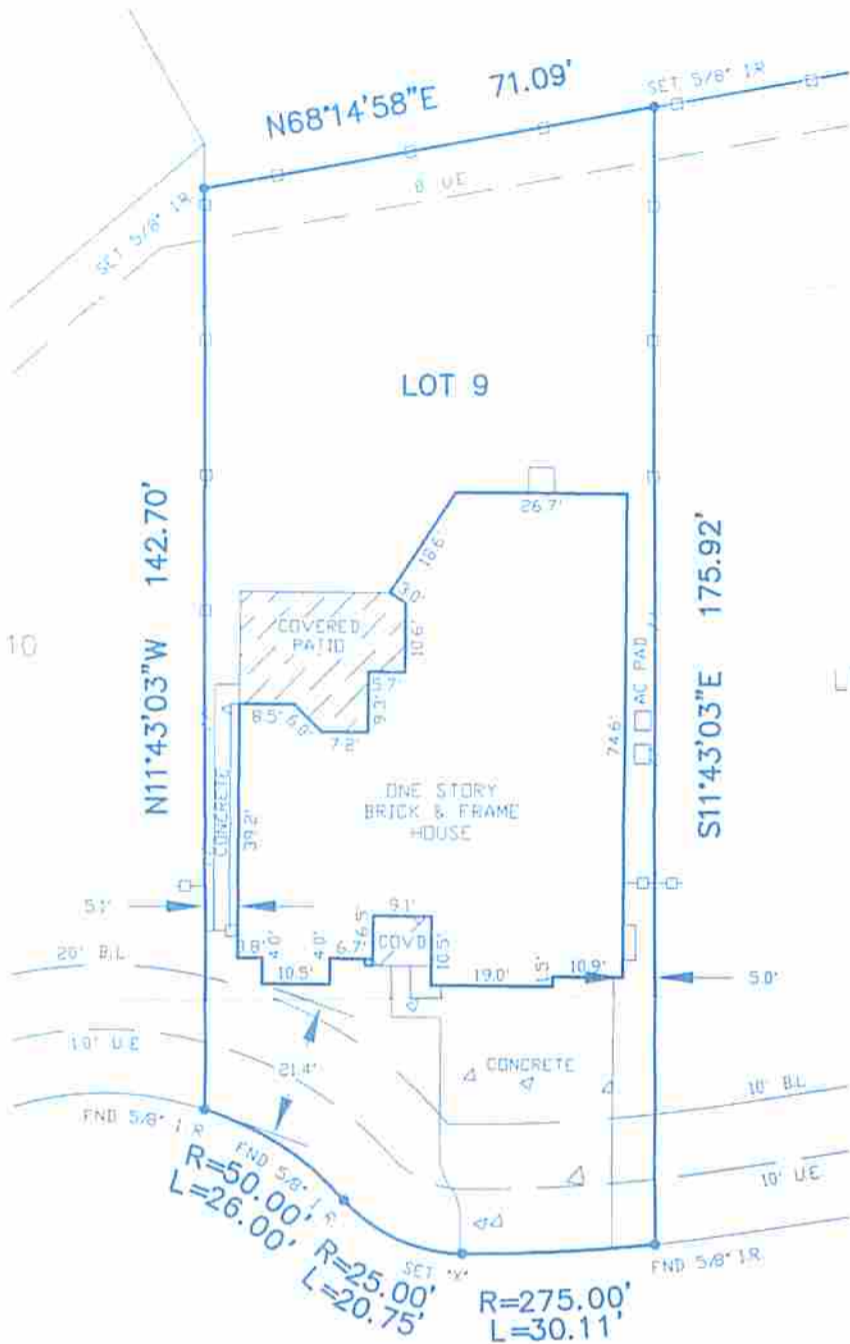 N68°14'58"E 71.09'
SET 5/8" I.R
SET 5/8" I.R
8' U.E
LOT 9
N11°43'03"W 142.70'
S11°43'03"E 175.92'
10
26.7'
18.6'
3.0'
10.6'
5.7'
9.3'
7.2'
6.0'
8.5'
COVERED
PATIO
AC PAD
74.6'
ONE STORY
BRICK & FRAME
HOUSE
CONCRETE
39.2'
5.1'
3.8'
4.0'
10.5'
4.0'
6.7'
6.5'
9.1'
COVD
10.5'
19.0'
1.5'
10.9'
5.0'
20' B.L
10' U.E
21.4'
CONCRETE
10' B.L
10' U.E.
FND 5/8" I R
FND 5/8" I R
R=50.00'
L=26.00'
R=25.00'
L=20.75'
SET "X"
R=275.00'
L=30.11'
FND 5/8" I.R